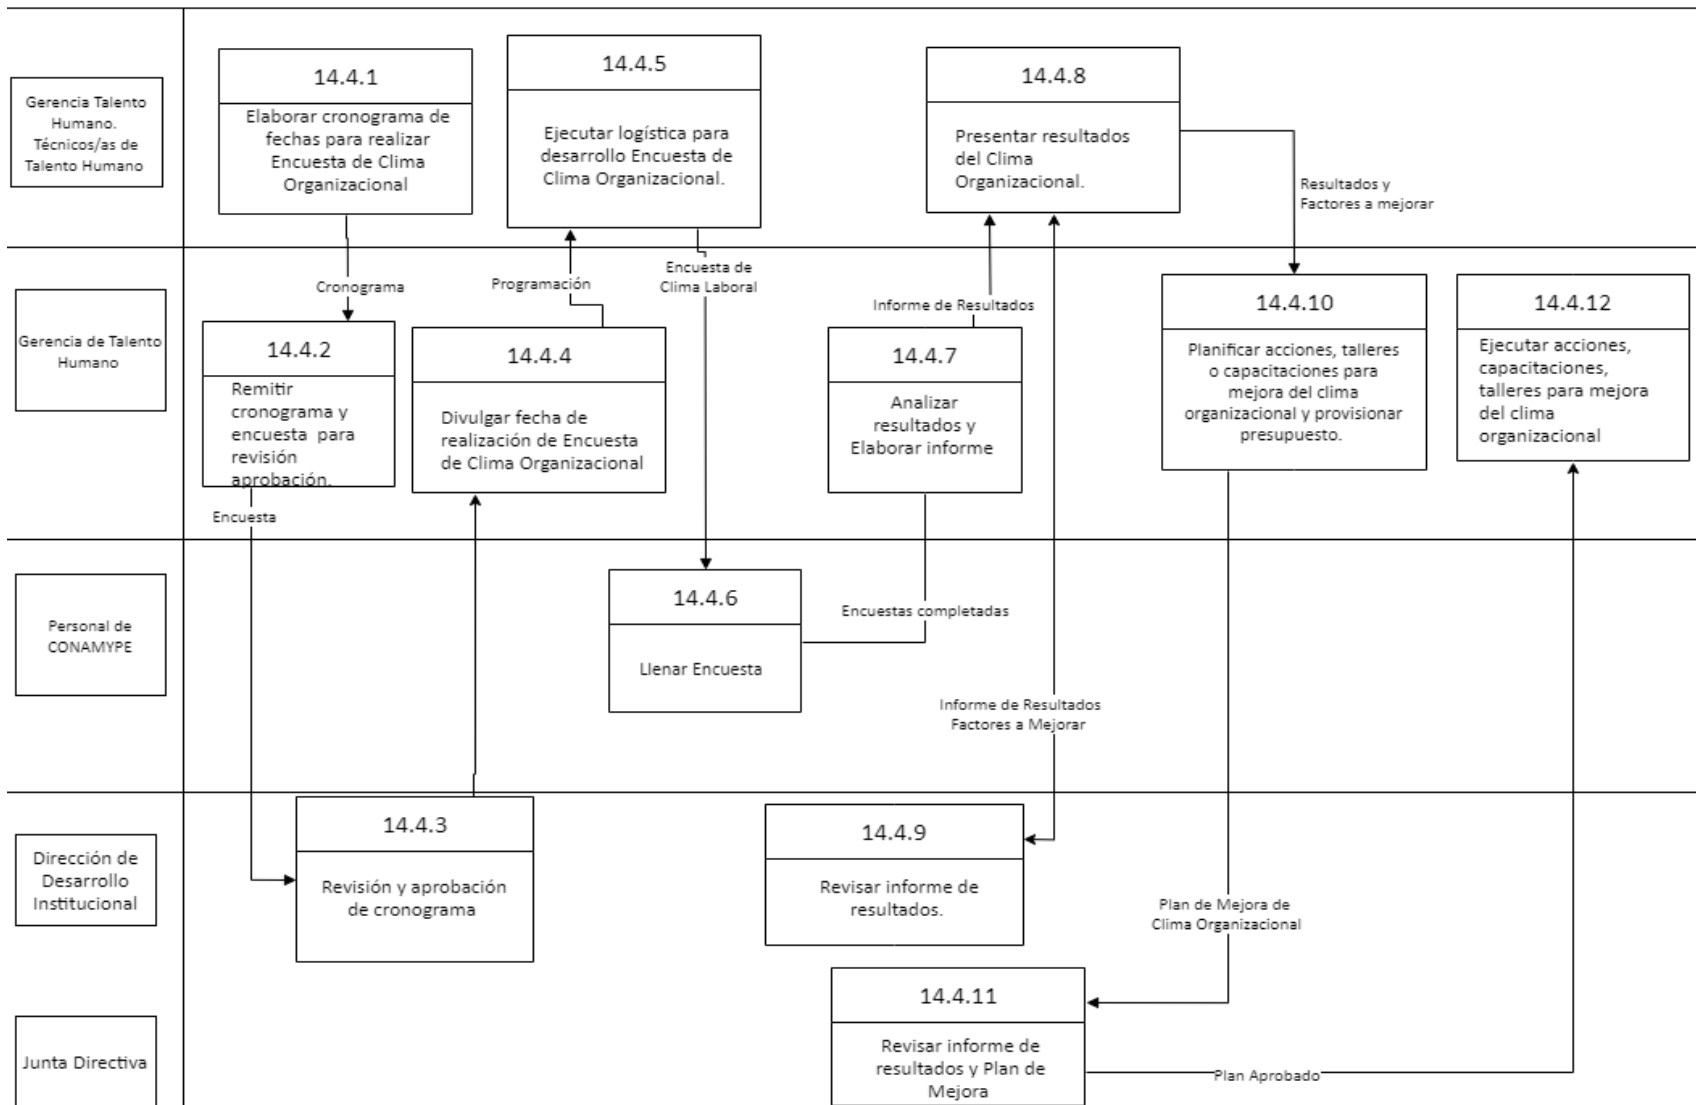 Gerencia Talento
Humano.
Técnicos/as de
Talento Humano
14.4.1
Elaborar cronograma de
fechas para realizar
Encuesta de Clima
Organizacional
14.4.5
Ejecutar logística para
desarrollo Encuesta de
Clima Organizacional.
14.4.8
Presentar resultados
del Clima
Organizacional.
Resultados y
Factores a mejorar
Cronograma
Programación
Encuesta de
Clima Laboral
Informe de Resultados
Gerencia de Talento
Humano
14.4.2
Remitir
cronograma y
encuesta para
revisión
aprobación.
14.4.4
Divulgar fecha de
realización de Encuesta
de Clima Organizacional
14.4.7
Analizar
resultados y
Elaborar informe
14.4.10
Planificar acciones, talleres
o capacitaciones para
mejora del clima
organizacional y provisionar
presupuesto.
14.4.12
Ejecutar acciones,
capacitaciones,
talleres para mejora
del clima
organizacional
Encuesta
Personal de
CONAMYPE
14.4.6
Llenar Encuesta
Encuestas completadas
Informe de Resultados
Factores a Mejorar
Dirección de
Desarrollo
Institucional
14.4.3
Revisión y aprobación
de cronograma
14.4.9
Revisar informe de
resultados.
Plan de Mejora de
Clima Organizacional
Junta Directiva
14.4.11
Revisar informe de
resultados y Plan de
Mejora
Plan Aprobado